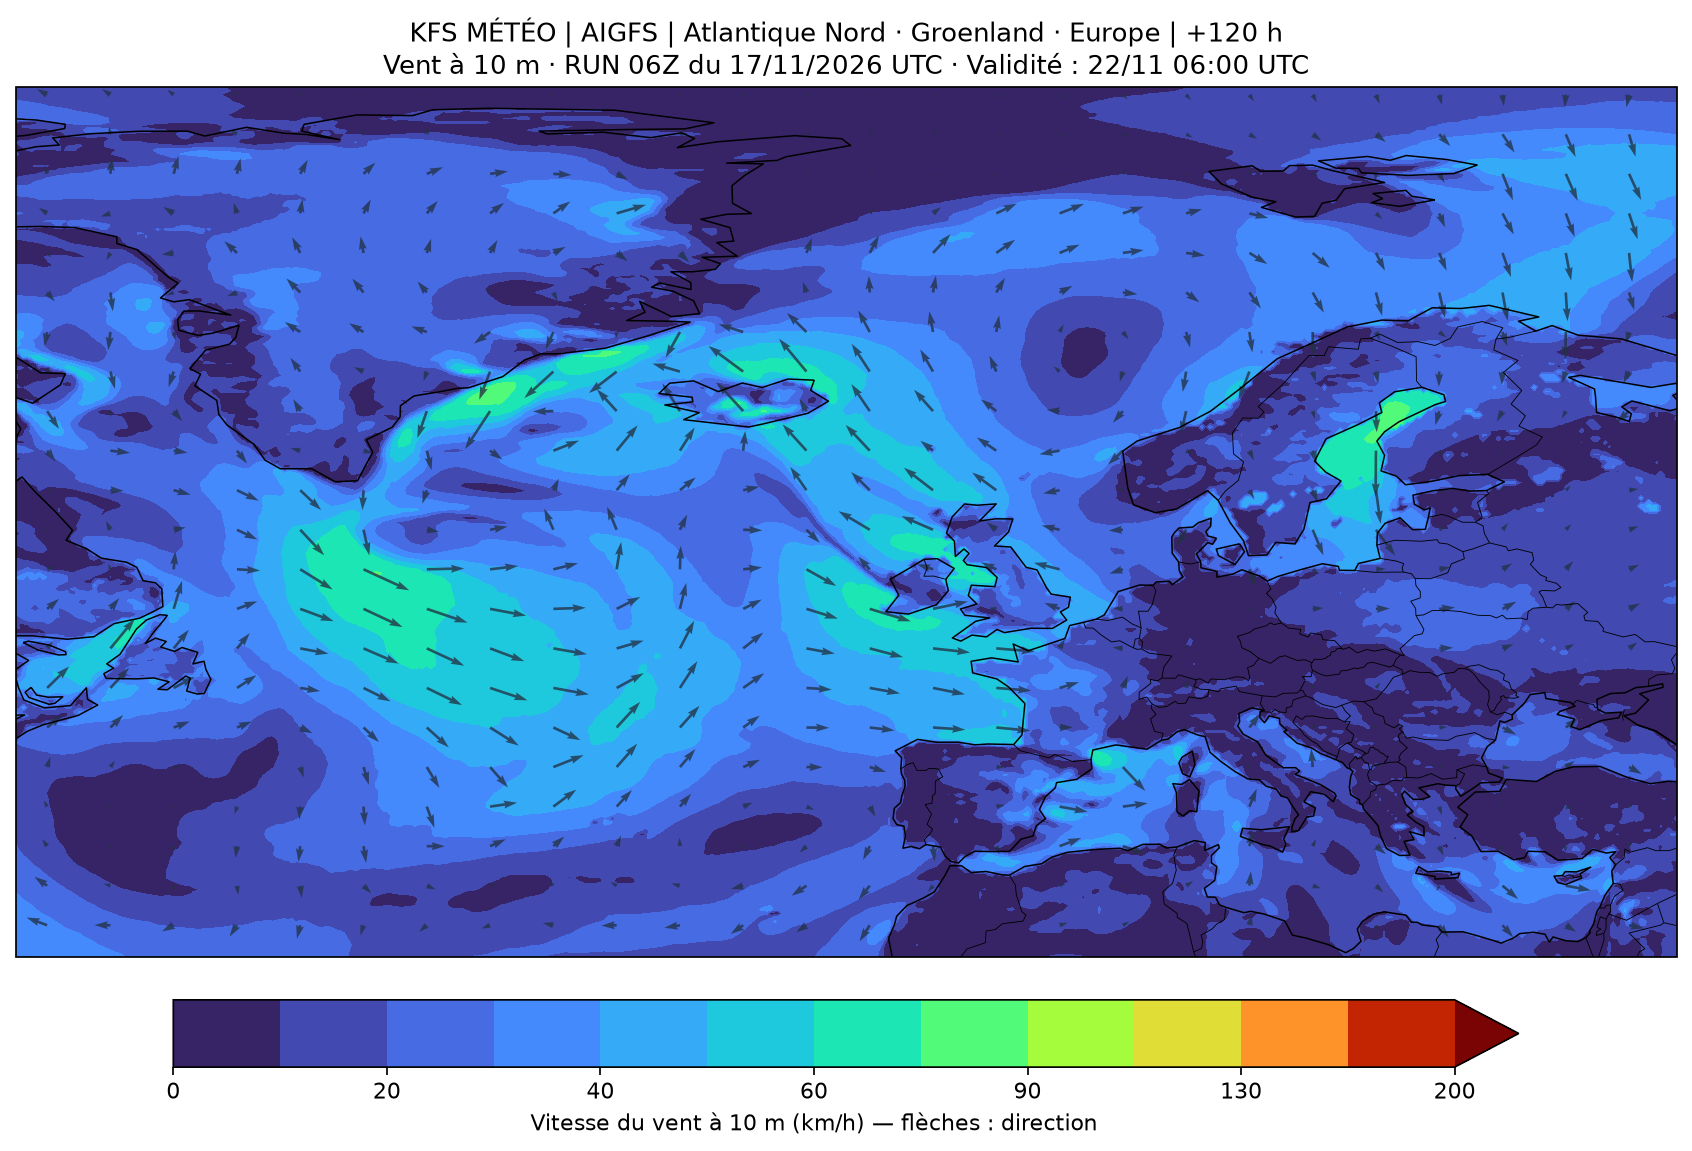 KFS MÉTÉO | AIGFS | Atlantique Nord · Groenland · Europe | +120 h
Vent à 10 m · RUN 06Z du 17/11/2026 UTC · Validité : 22/11 06:00 UTC
0 20 40 60 90 130 200
Vitesse du vent à 10 m (km/h) — flèches : direction